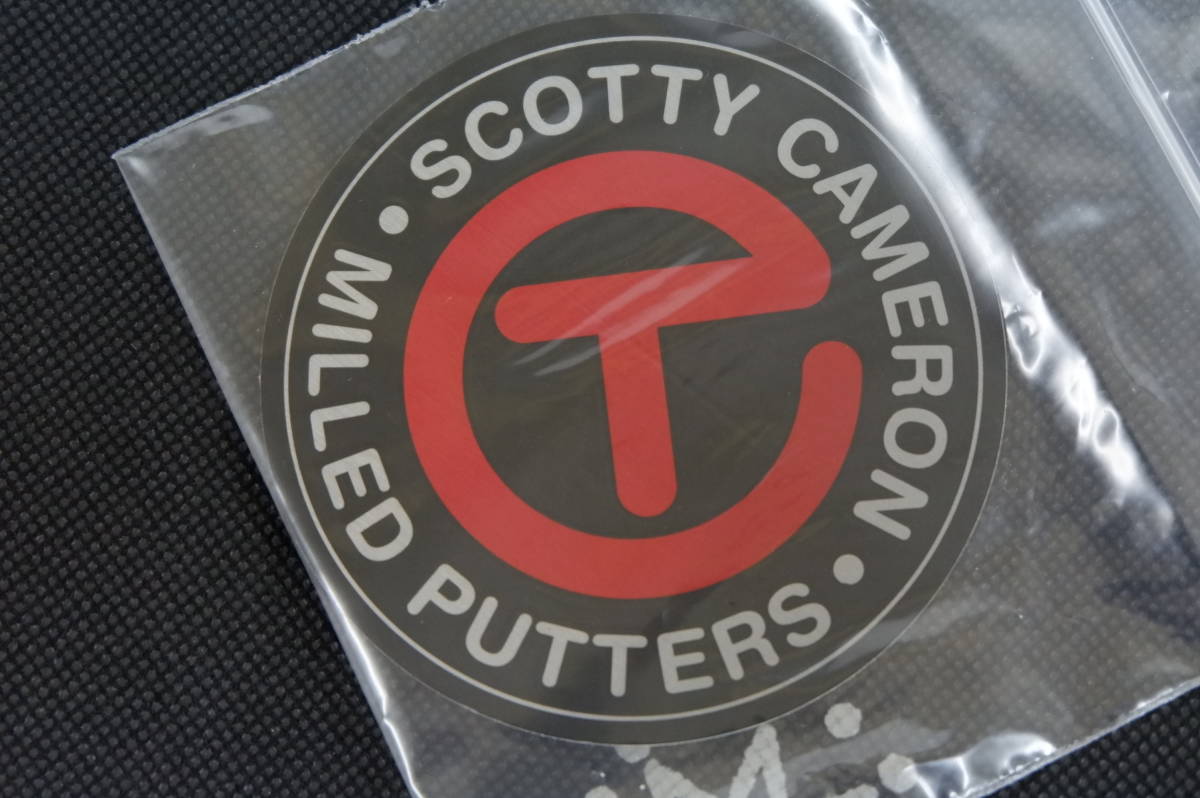 • SCOTTY CAMERON •
MILLED PUTTERS
T
M